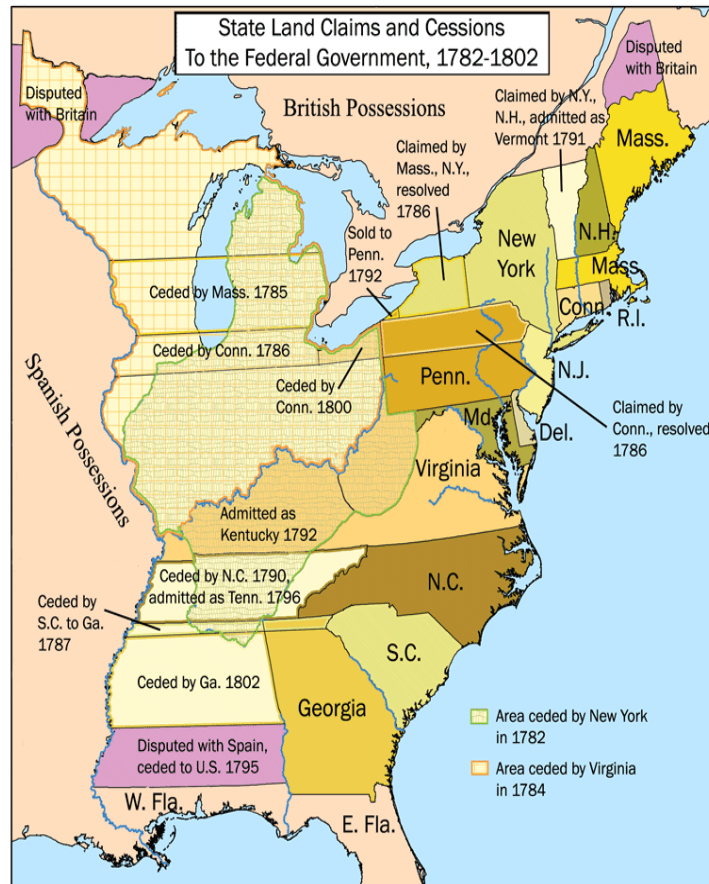 State Land Claims and Cessions
To the Federal Government, 1782-1802
Disputed
with Britain
Disputed
with Britain
British Possessions
Claimed by N.Y.,
N.H., admitted as
Vermont 1791
Claimed by
Mass., N.Y.,
resolved
1786
Mass.
Sold to
Penn.
1792
New
York
N.H.
Mass.
Ceded by Mass. 1785
Conn.
R.I.
Ceded by Conn. 1786
Ceded by
Conn. 1800
Penn.
N.J.
Claimed by
Conn., resolved
1786
Spanish Possessions
Md.
Del.
Virginia
Admitted as
Kentucky 1792
Ceded by N.C. 1790,
admitted as Tenn. 1796
N.C.
Ceded by
S.C. to Ga.
1787
S.C.
Ceded by Ga. 1802
Georgia
Area ceded by New York
in 1782
Disputed with Spain,
ceded to U.S. 1795
Area ceded by Virginia
in 1784
W. Fla.
E. Fla.